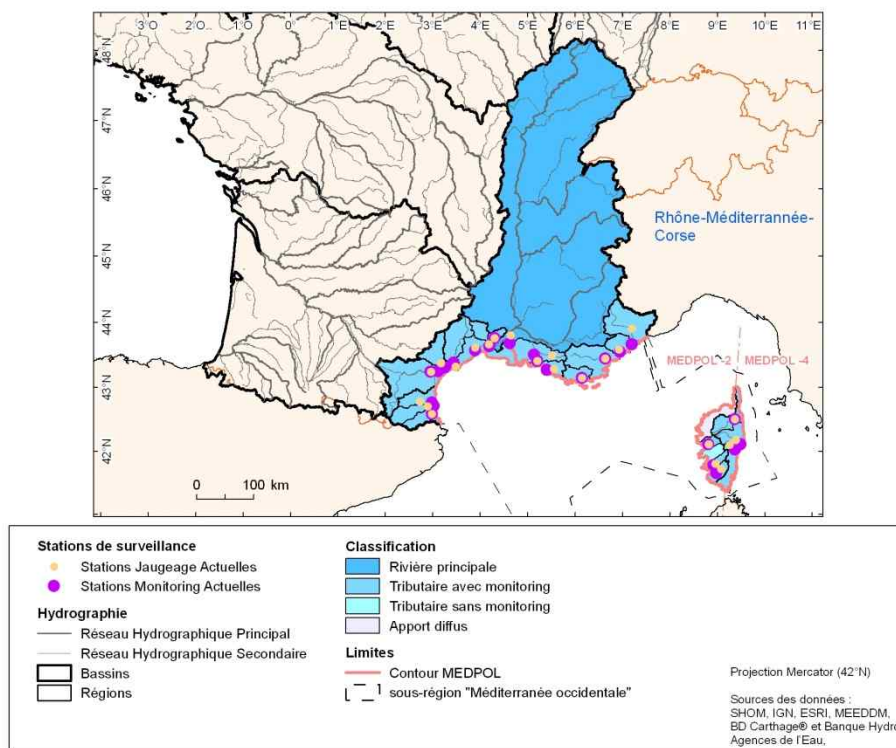 3°O 2°O 1°O 0° 1°E 2°E 3°E 4°E 5°E 6°E 7°E 8°E 9°E 10°E 11°E
48°N
47°N
46°N
45°N
44°N
43°N
42°N
Rhône-Méditerrannée-
Corse
MEDPOL -2 MEDPOL -4
0 100 km
Stations de surveillance
Stations Jaugeage Actuelles
Stations Monitoring Actuelles
Hydrographie
Réseau Hydrographique Principal
Réseau Hydrographique Secondaire
Bassins
Régions
Classification
Rivière principale
Tributaire avec monitoring
Tributaire sans monitoring
Apport diffus
Limites
Contour MEDPOL
sous-région "Méditerranée occidentale"
Projection Mercator (42°N)
Sources des données :
SHOM, IGN, ESRI, MEEDDM,
BD Carthage® et Banque Hydro
Agences de l'Eau,